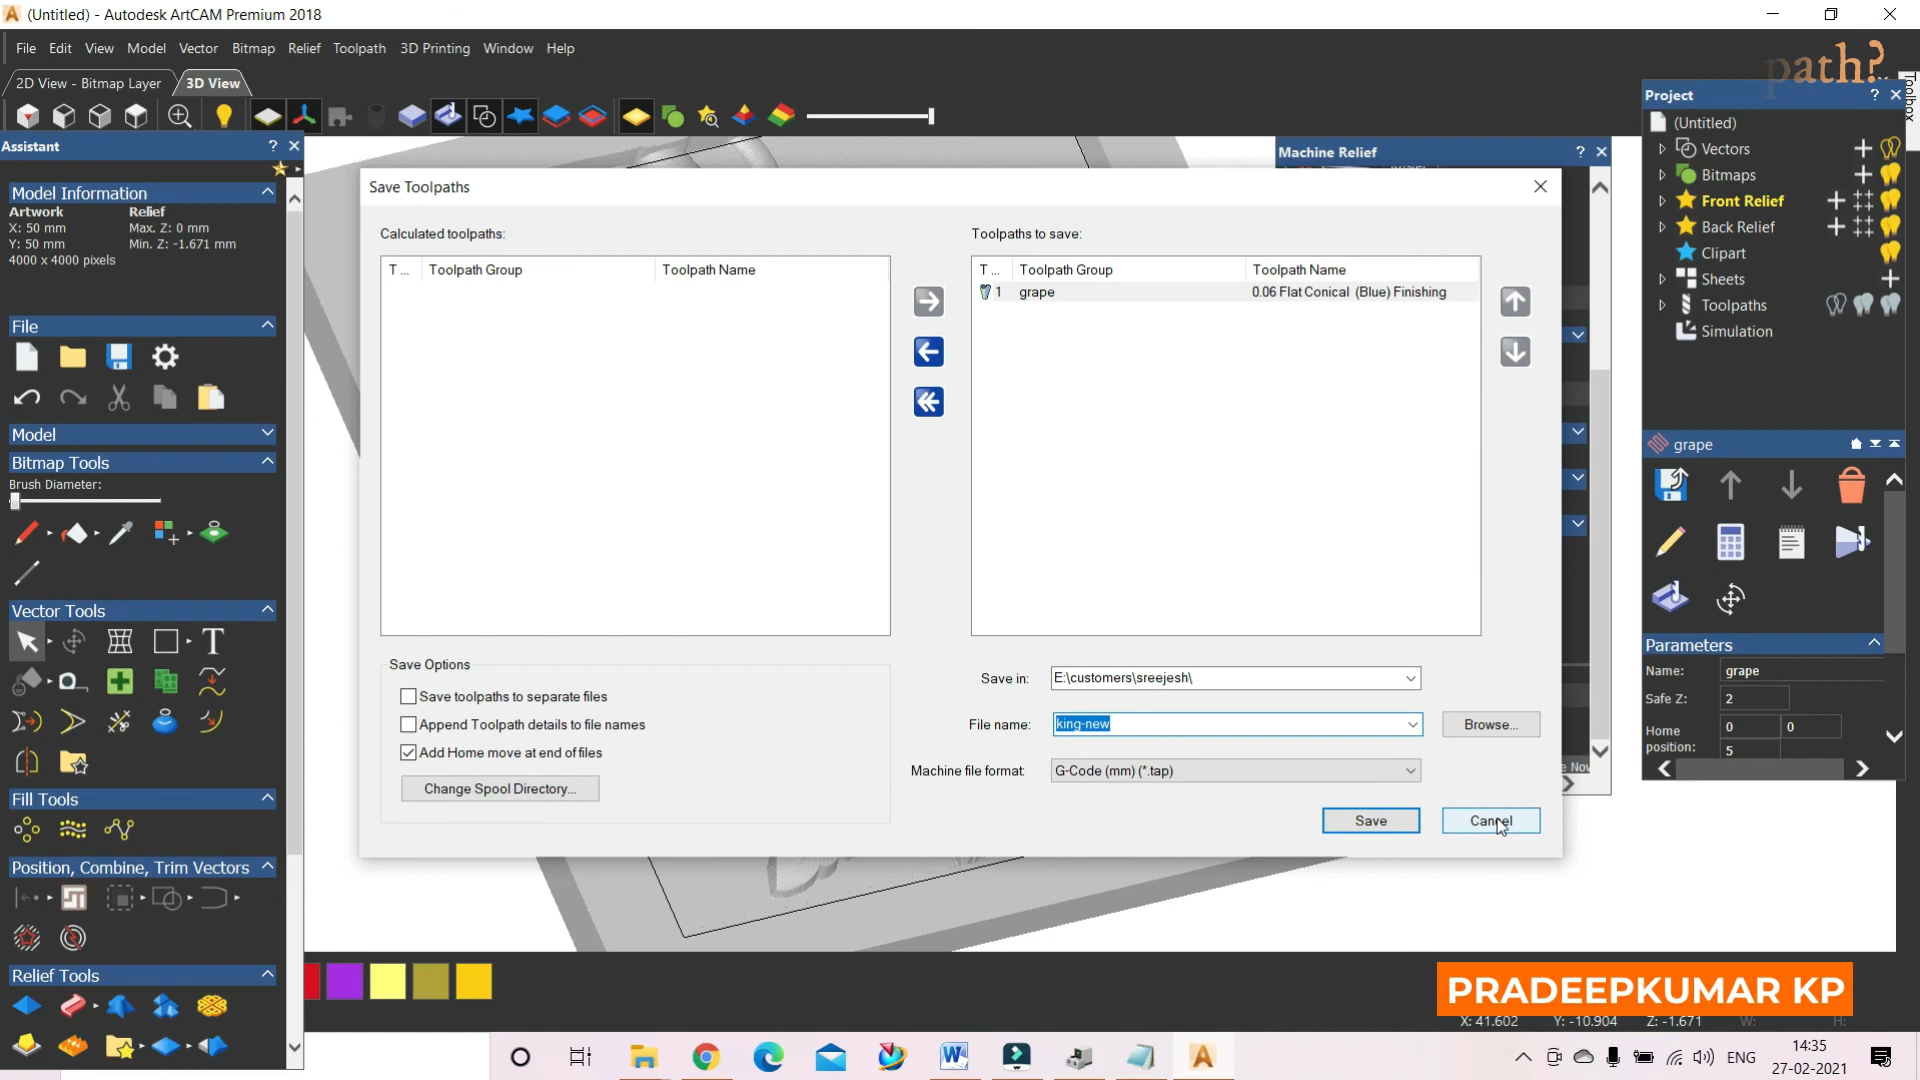 (Untitled) - Autodesk ArtCAM Premium 2018
File Edit View Model Vector Bitmap Relief Toolpath 3D Printing Window Help
path?
2D View - Bitmap Layer 3D View
Toolbox
Project ? ×
Assistant ? ×
Machine Relief ? ×
(Untitled)
Vectors
Bitmaps
Front Relief
Back Relief
Clipart
Sheets
Toolpaths
Simulation
Model Information
Artwork Relief
X: 50 mm Max. Z: 0 mm
Y: 50 mm Min. Z: -1.671 mm
4000 x 4000 pixels
File
Model
Bitmap Tools
Brush Diameter:
Vector Tools
Fill Tools
Position, Combine, Trim Vectors
Relief Tools
Save Toolpaths
Calculated toolpaths:
T ... Toolpath Group Toolpath Name
Toolpaths to save:
T ... Toolpath Group Toolpath Name
1 grape 0.06 Flat Conical (Blue) Finishing
Save Options
Save toolpaths to separate files
Append Toolpath details to file names
Add Home move at end of files
Change Spool Directory...
Save in: E:\customers\sreejesh\
File name: king-new Browse...
Machine file format: G-Code (mm) (*.tap)
Save Cancel
grape
Parameters
Name: grape
Safe Z: 2
Home position: 0 0
5
PRADEEPKUMAR KP
X: 41.602 Y: -10.904 Z: -1.671 W: H:
ENG
14:35
27-02-2021